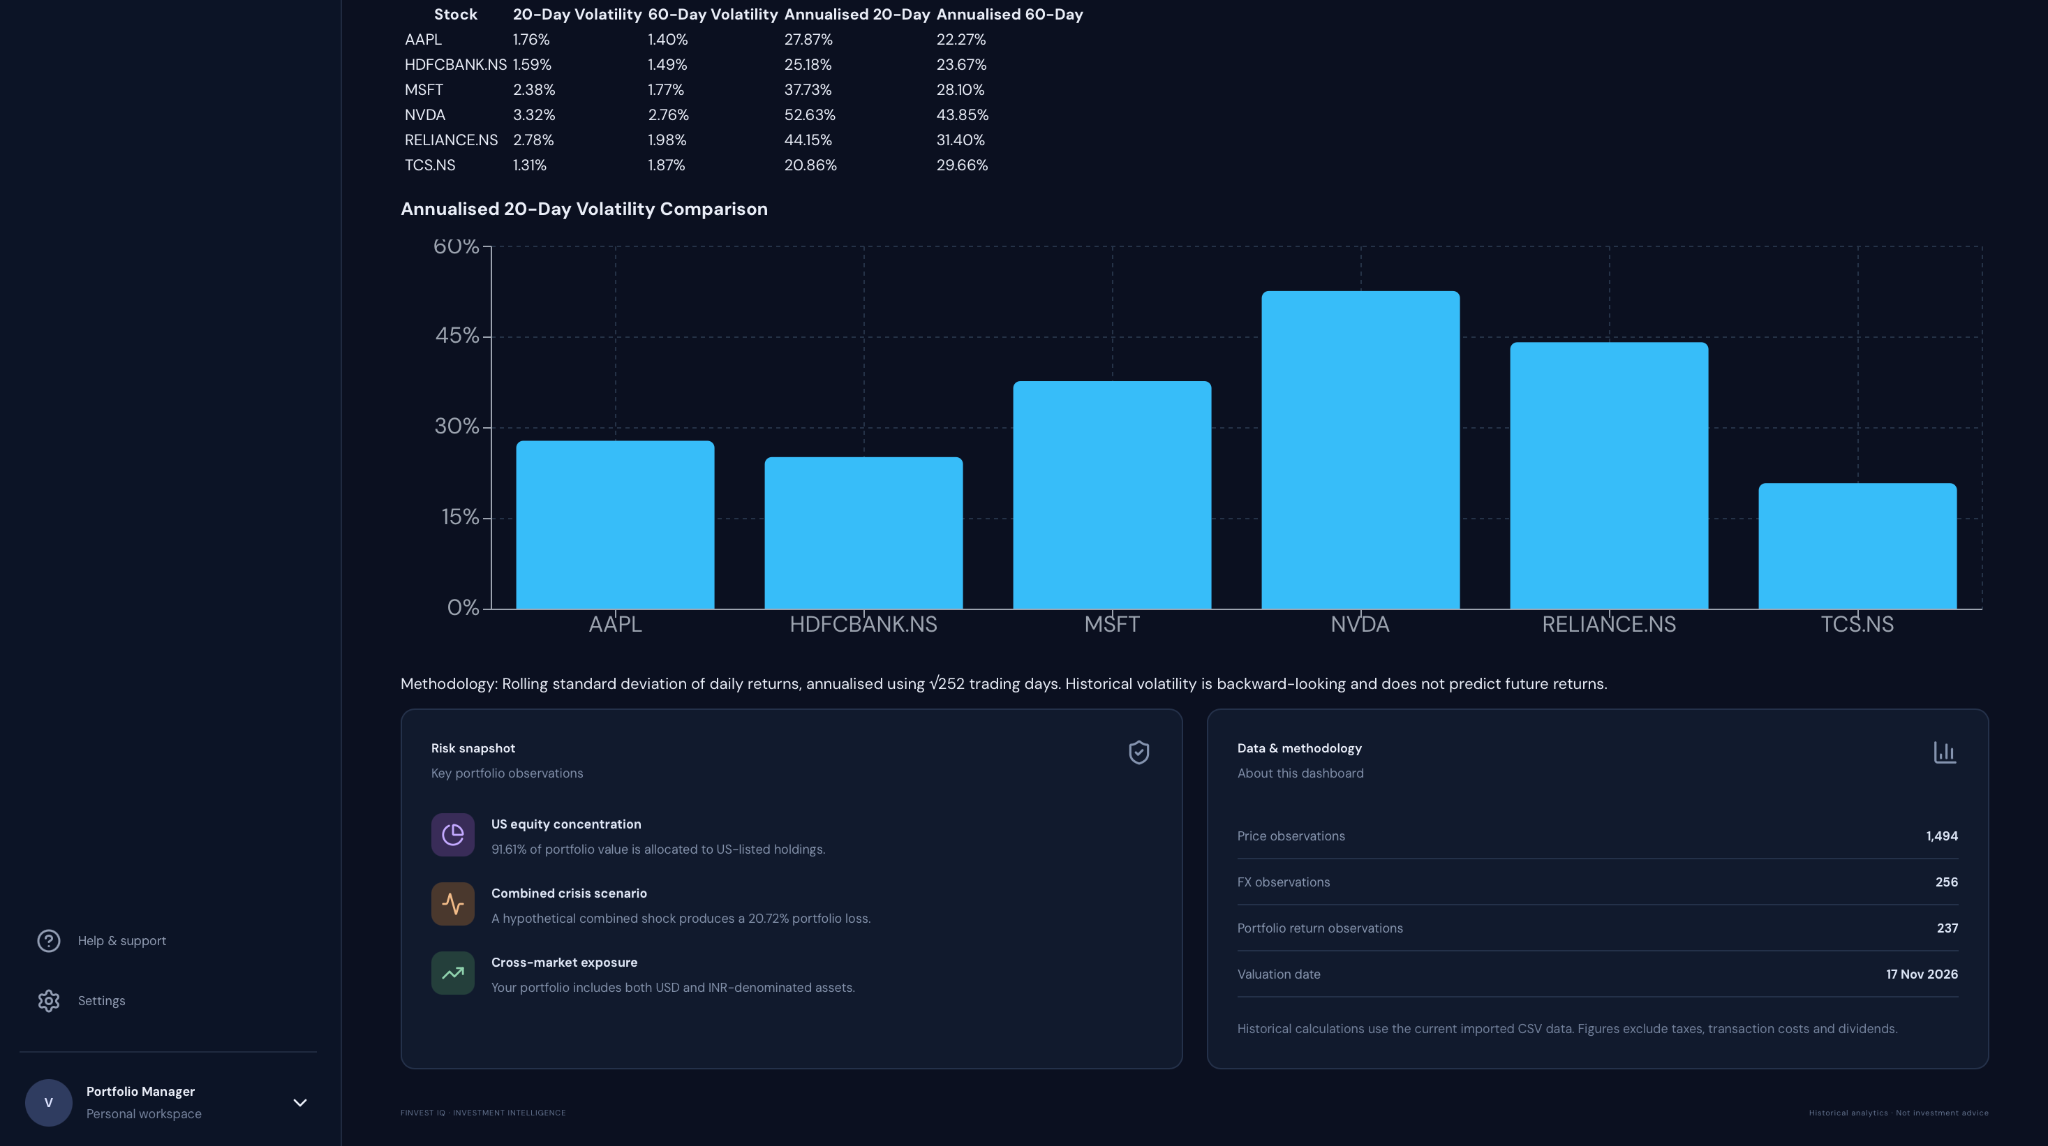 Stock 20-Day Volatility 60-Day Volatility Annualised 20-Day Annualised 60-Day
AAPL 1.76% 1.40% 27.87% 22.27%
HDFCBANK.NS 1.59% 1.49% 25.18% 23.67%
MSFT 2.38% 1.77% 37.73% 28.10%
NVDA 3.32% 2.76% 52.63% 43.85%
RELIANCE.NS 2.78% 1.98% 44.15% 31.40%
TCS.NS 1.31% 1.87% 20.86% 29.66%
Annualised 20-Day Volatility Comparison
60%
45%
30%
15%
0%
AAPL HDFCBANK.NS MSFT NVDA RELIANCE.NS TCS.NS
Methodology: Rolling standard deviation of daily returns, annualised using √252 trading days. Historical volatility is backward-looking and does not predict future returns.
Risk snapshot
Key portfolio observations
US equity concentration
91.61% of portfolio value is allocated to US-listed holdings.
Combined crisis scenario
A hypothetical combined shock produces a 20.72% portfolio loss.
Cross-market exposure
Your portfolio includes both USD and INR-denominated assets.
Data & methodology
About this dashboard
Price observations 1,494
FX observations 256
Portfolio return observations 237
Valuation date 17 Nov 2026
Historical calculations use the current imported CSV data. Figures exclude taxes, transaction costs and dividends.
Help & support
Settings
V
Portfolio Manager
Personal workspace
FINVEST IQ · INVESTMENT INTELLIGENCE
Historical analytics · Not investment advice